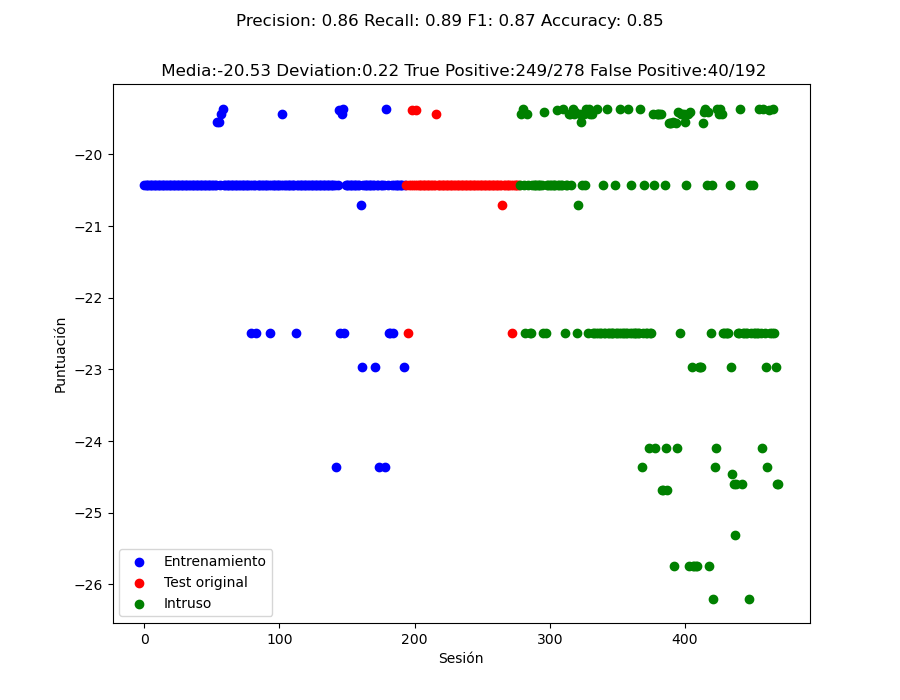 Precision: 0.86 Recall: 0.89 F1: 0.87 Accuracy: 0.85
Media:-20.53 Deviation:0.22 True Positive:249/278 False Positive:40/192
−20
−21
−22
−23
−24
−25
−26
Puntuación
Entrenamiento
Test original
Intruso
0 100 200 300 400
Sesión